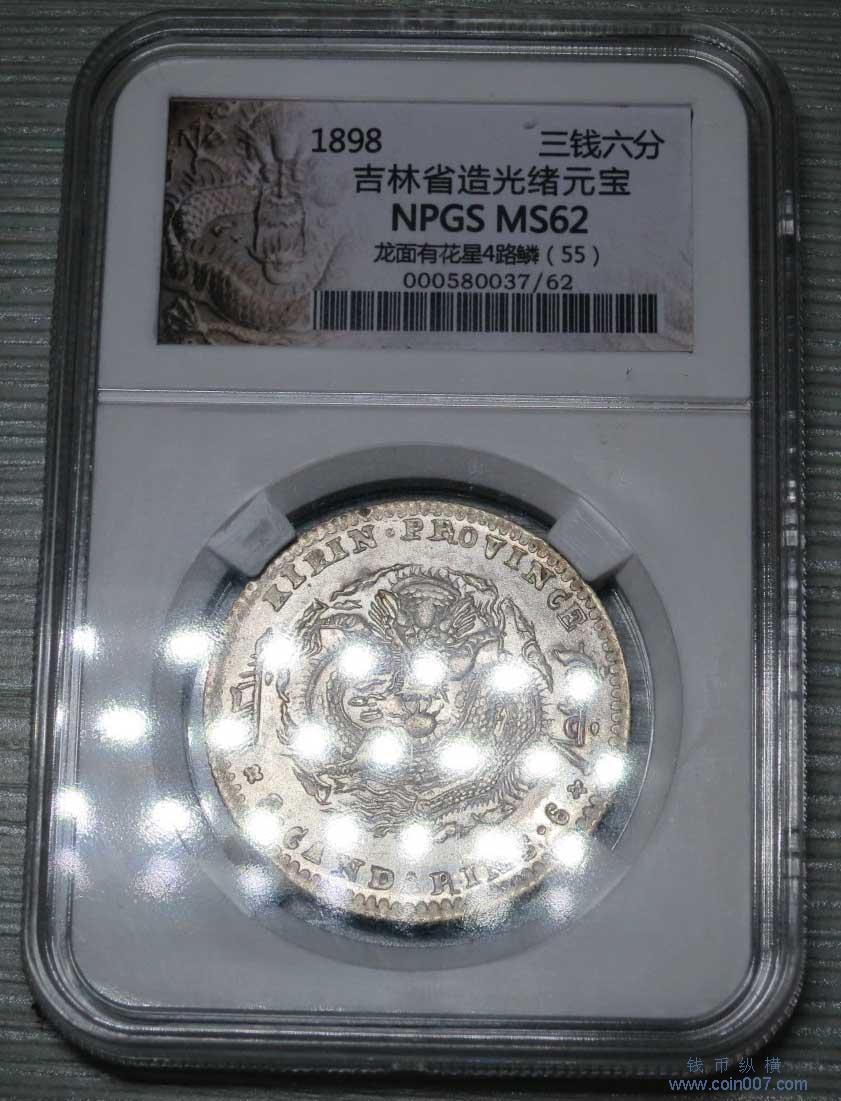 1898 三钱六分
吉林省造光绪元宝
NPGS MS62
龙面有花星4路鳞（55）
000580037/62
KIRIN·PROVINCE
CANDARIN
钱币纵横
www.coin007.com